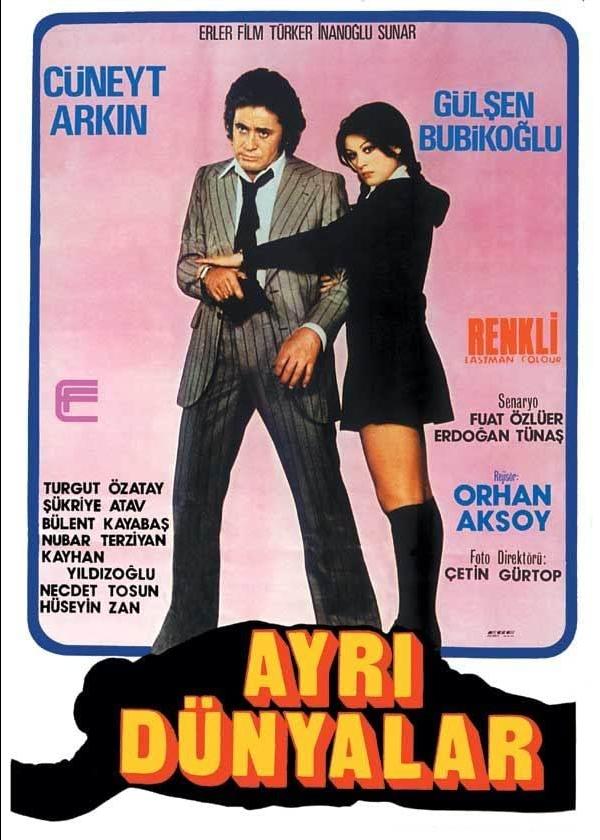 ERLER FİLM TÜRKER İNANOĞLU SUNAR
CÜNEYT
ARKIN
GÜLŞEN
BUBİKOĞLU
RENKLİ
EASTMAN COLOUR
Senaryo
FUAT ÖZLÜER
ERDOĞAN TÜNAŞ
Rejisör:
ORHAN
AKSOY
Foto Direktörü:
ÇETİN GÜRTOP
TURGUT ÖZATAY
ŞÜKRİYE ATAV
BÜLENT KAYABAŞ
NUBAR TERZİYAN
KAYHAN
YILDIZOĞLU
NECDET TOSUN
HÜSEYİN ZAN
AYRI
DÜNYALAR